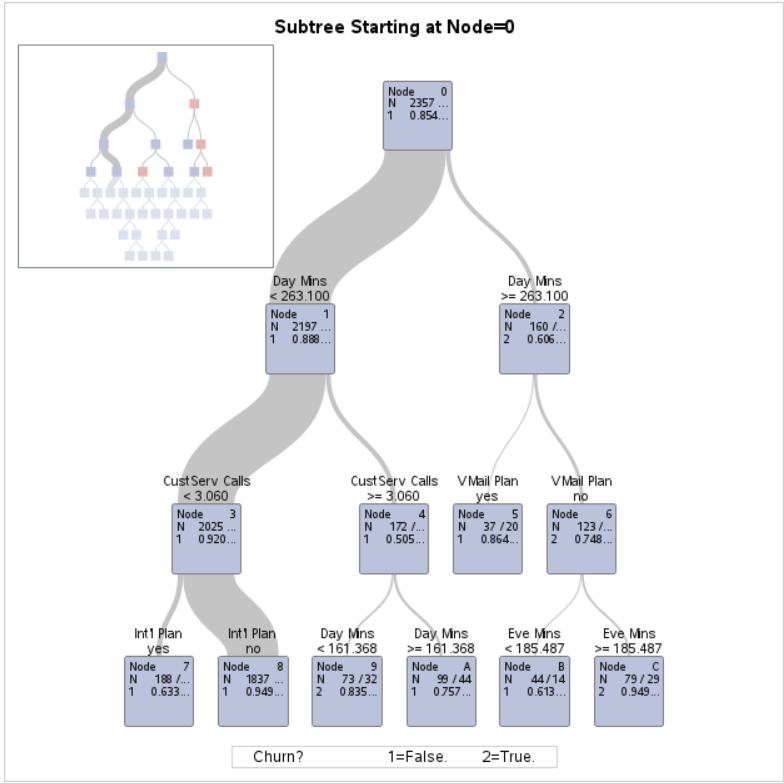 Subtree Starting at Node=0
Node 0
N 2357 ...
1 0.854...
Day Mins
< 263.100
Day Mins
>= 263.100
Node 1
N 2197 ...
1 0.888...
Node 2
N 160 /...
2 0.606...
CustServ Calls
< 3.060
CustServ Calls
>= 3.060
VMail Plan
yes
VMail Plan
no
Node 3
N 2025 ...
1 0.920...
Node 4
N 172 /...
1 0.505...
Node 5
N 37 / 20
1 0.864...
Node 6
N 123 /...
2 0.748...
Int'l Plan
yes
Int'l Plan
no
Day Mins
< 161.368
Day Mins
>= 161.368
Eve Mins
< 185.487
Eve Mins
>= 185.487
Node 7
N 188 /...
1 0.633...
Node 8
N 1837 ...
1 0.949...
Node 9
N 73 / 32
2 0.835...
Node A
N 99 / 44
1 0.757...
Node B
N 44 / 14
1 0.613...
Node C
N 79 / 29
2 0.949...
Churn? 1=False. 2=True.